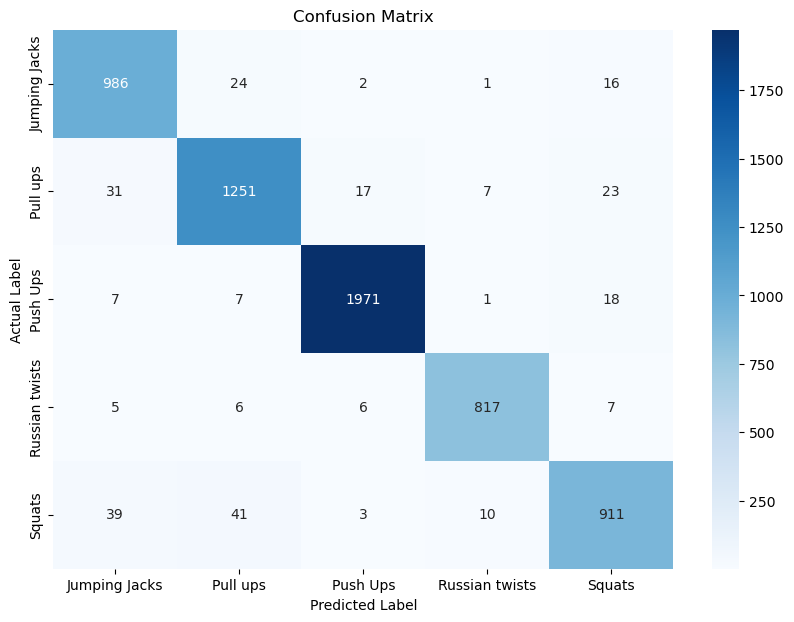 Confusion Matrix
Actual Label
Jumping Jacks
986 24 2 1 16
Pull ups
31 1251 17 7 23
Push Ups
7 7 1971 1 18
Russian twists
5 6 6 817 7
Squats
39 41 3 10 911
Jumping Jacks Pull ups Push Ups Russian twists Squats
Predicted Label
1750
1500
1250
1000
750
500
250